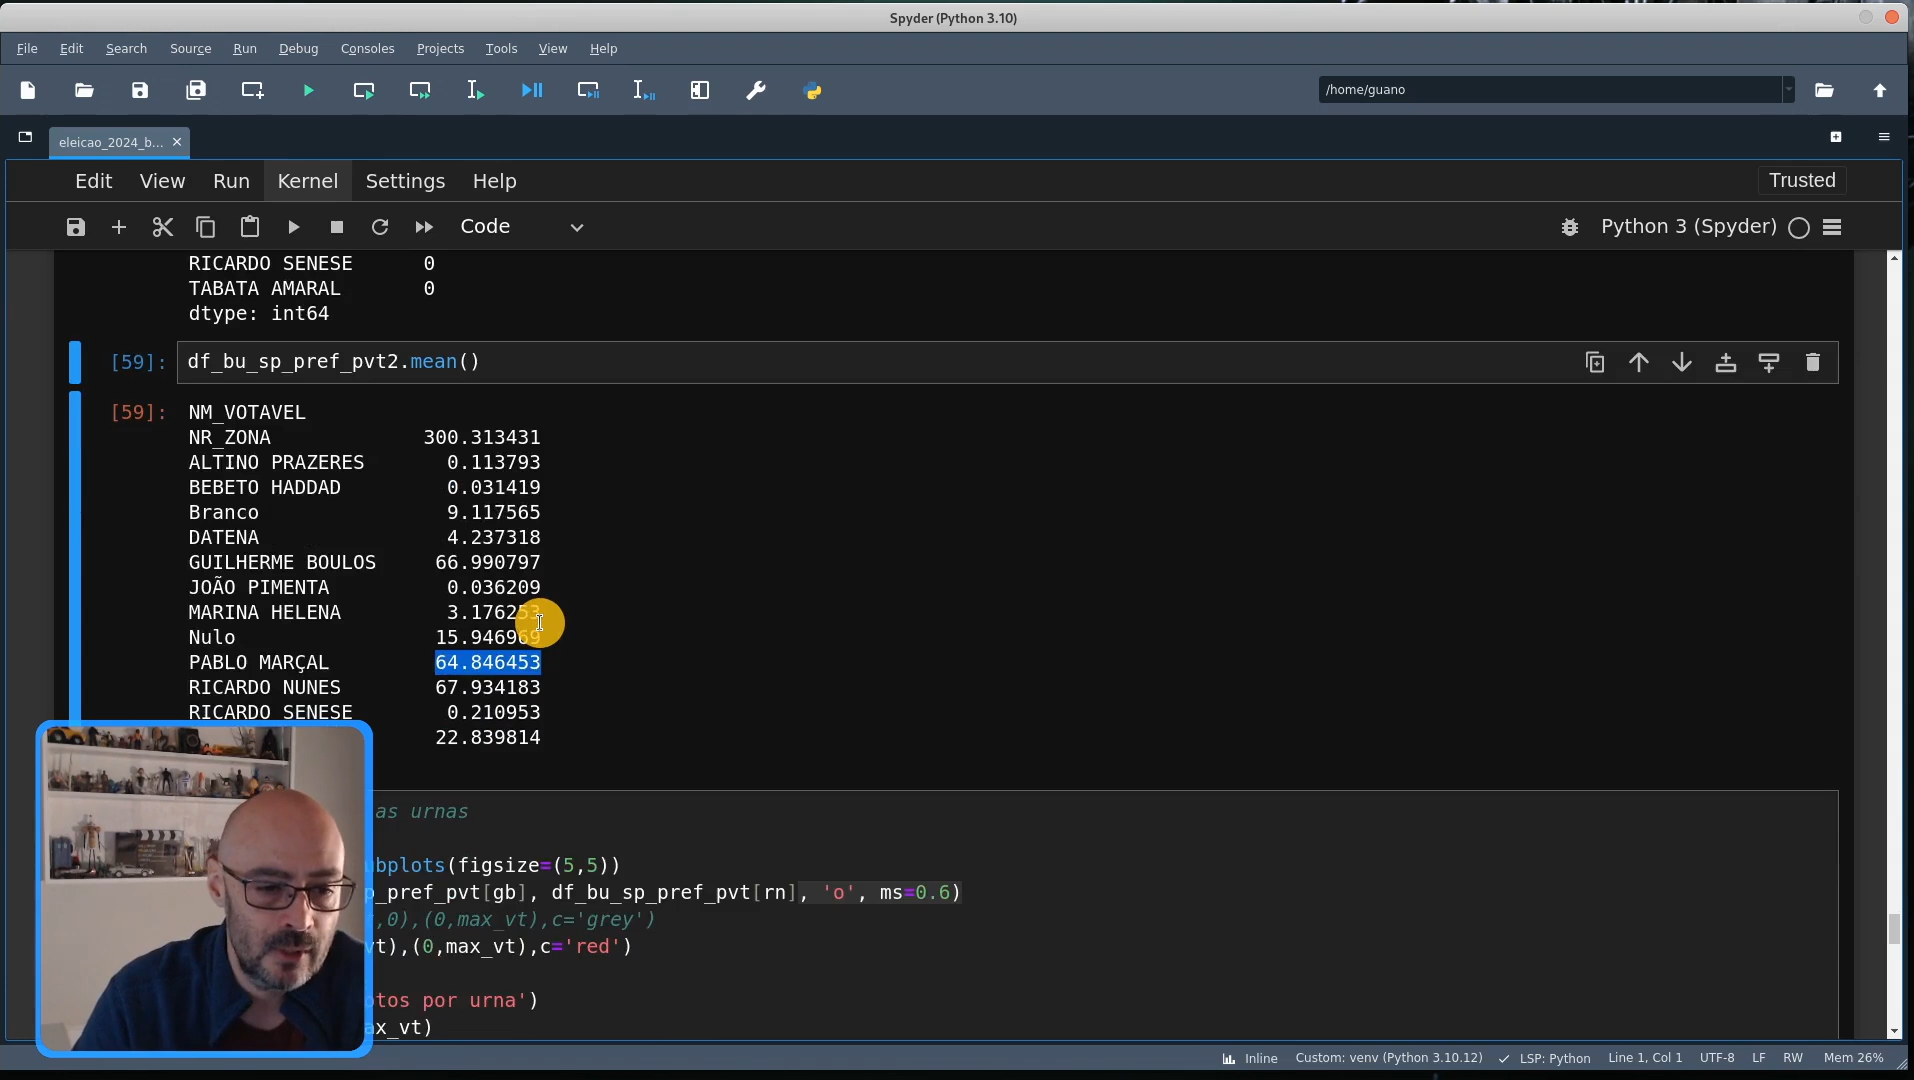 Spyder (Python 3.10)
File Edit Search Source Run Debug Consoles Projects Tools View Help
/home/guano
eleicao_2024_b...
Edit View Run Kernel Settings Help Trusted
Code Python 3 (Spyder)
RICARDO SENESE 0
TABATA AMARAL 0
dtype: int64
[59]: df_bu_sp_pref_pvt2.mean()
[59]: NM_VOTAVEL
NR_ZONA 300.313431
ALTINO PRAZERES 0.113793
BEBETO HADDAD 0.031419
Branco 9.117565
DATENA 4.237318
GUILHERME BOULOS 66.990797
JOÃO PIMENTA 0.036209
MARINA HELENA 3.176253
Nulo 15.946969
PABLO MARÇAL 64.846453
RICARDO NUNES 67.934183
RICARDO SENESE 0.210953
22.839814
as urnas
bplots(figsize=(5,5))
p_pref_pvt[gb], df_bu_sp_pref_pvt[rn], 'o', ms=0.6)
,0),(0,max_vt),c='grey')
vt),(0,max_vt),c='red')
otos por urna')
ax_vt)
Inline Custom: venv (Python 3.10.12) LSP: Python Line 1, Col 1 UTF-8 LF RW Mem 26%